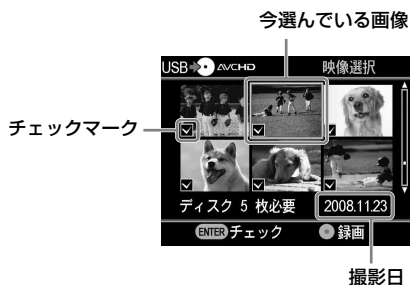 今選んでいる画像
USB AVCHD 映像選択
チェックマーク
ディスク 5 枚必要 2008.11.23
ENTER チェック 録画
撮影日